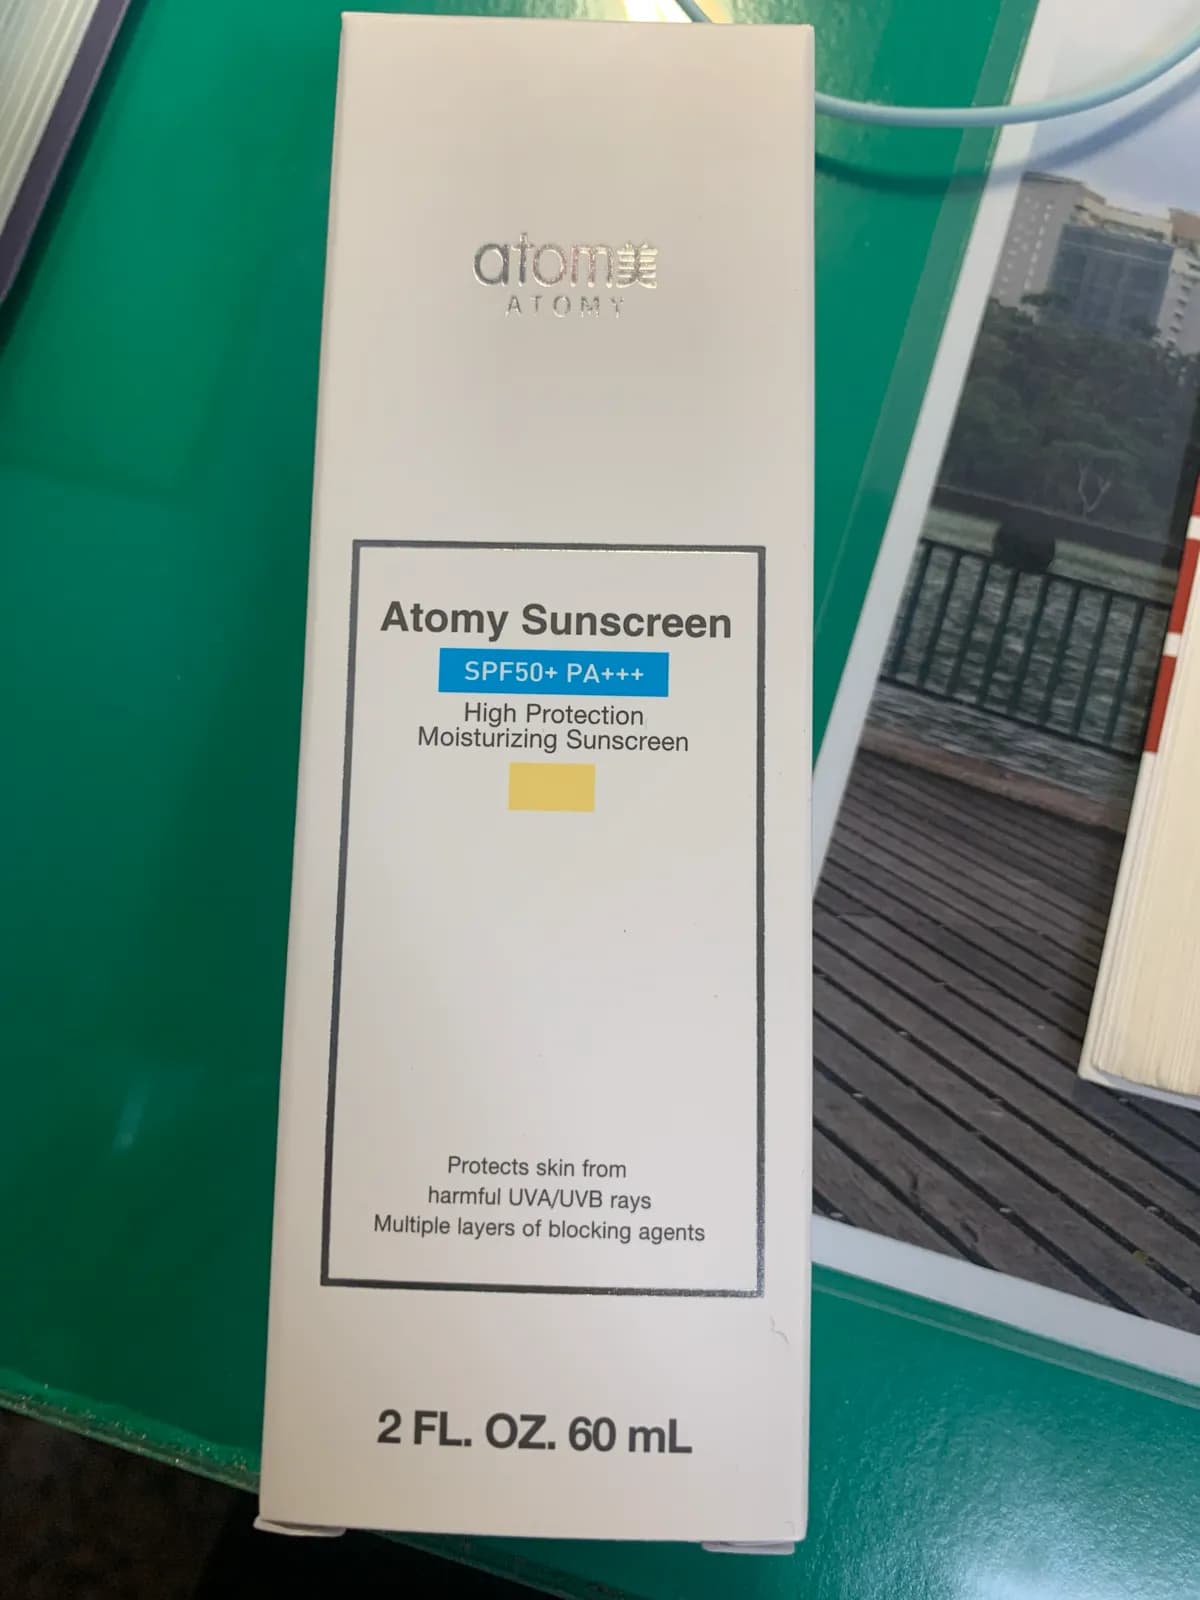 atom美
ATOMY
Atomy Sunscreen
SPF50+ PA+++
High Protection
Moisturizing Sunscreen
Protects skin from
harmful UVA/UVB rays
Multiple layers of blocking agents
2 FL. OZ. 60 mL